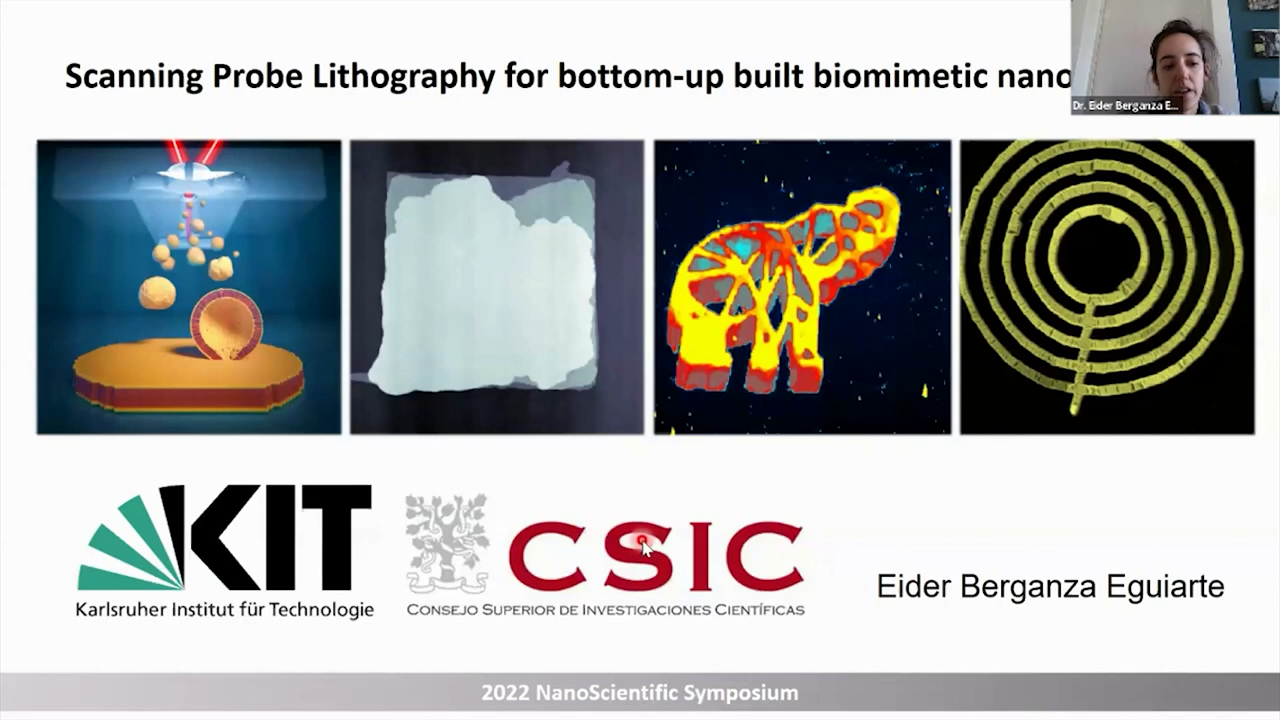 Scanning Probe Lithography for bottom-up built biomimetic nano
Dr. Eider Berganza E...
KIT
Karlsruher Institut für Technologie
CSIC
CONSEJO SUPERIOR DE INVESTIGACIONES CIENTÍFICAS
Eider Berganza Eguiarte
2022 NanoScientific Symposium